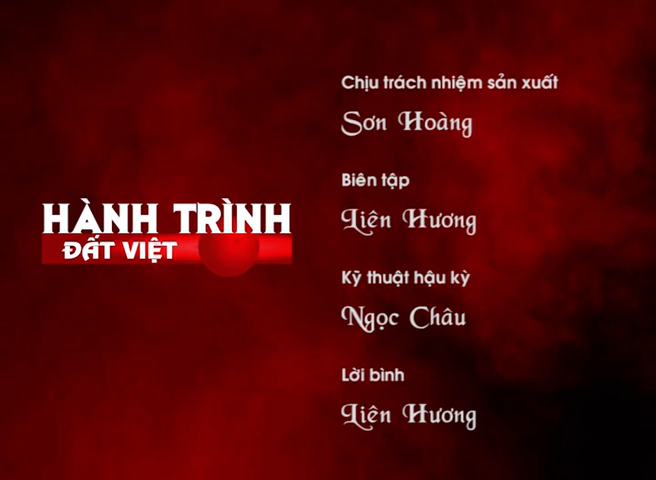 HÀNH TRÌNH
ĐẤT VIỆT
Chịu trách nhiệm sản xuất
Sơn Hoàng
Biên tập
Liên Hương
Kỹ thuật hậu kỳ
Ngọc Châu
Lời bình
Liên Hương